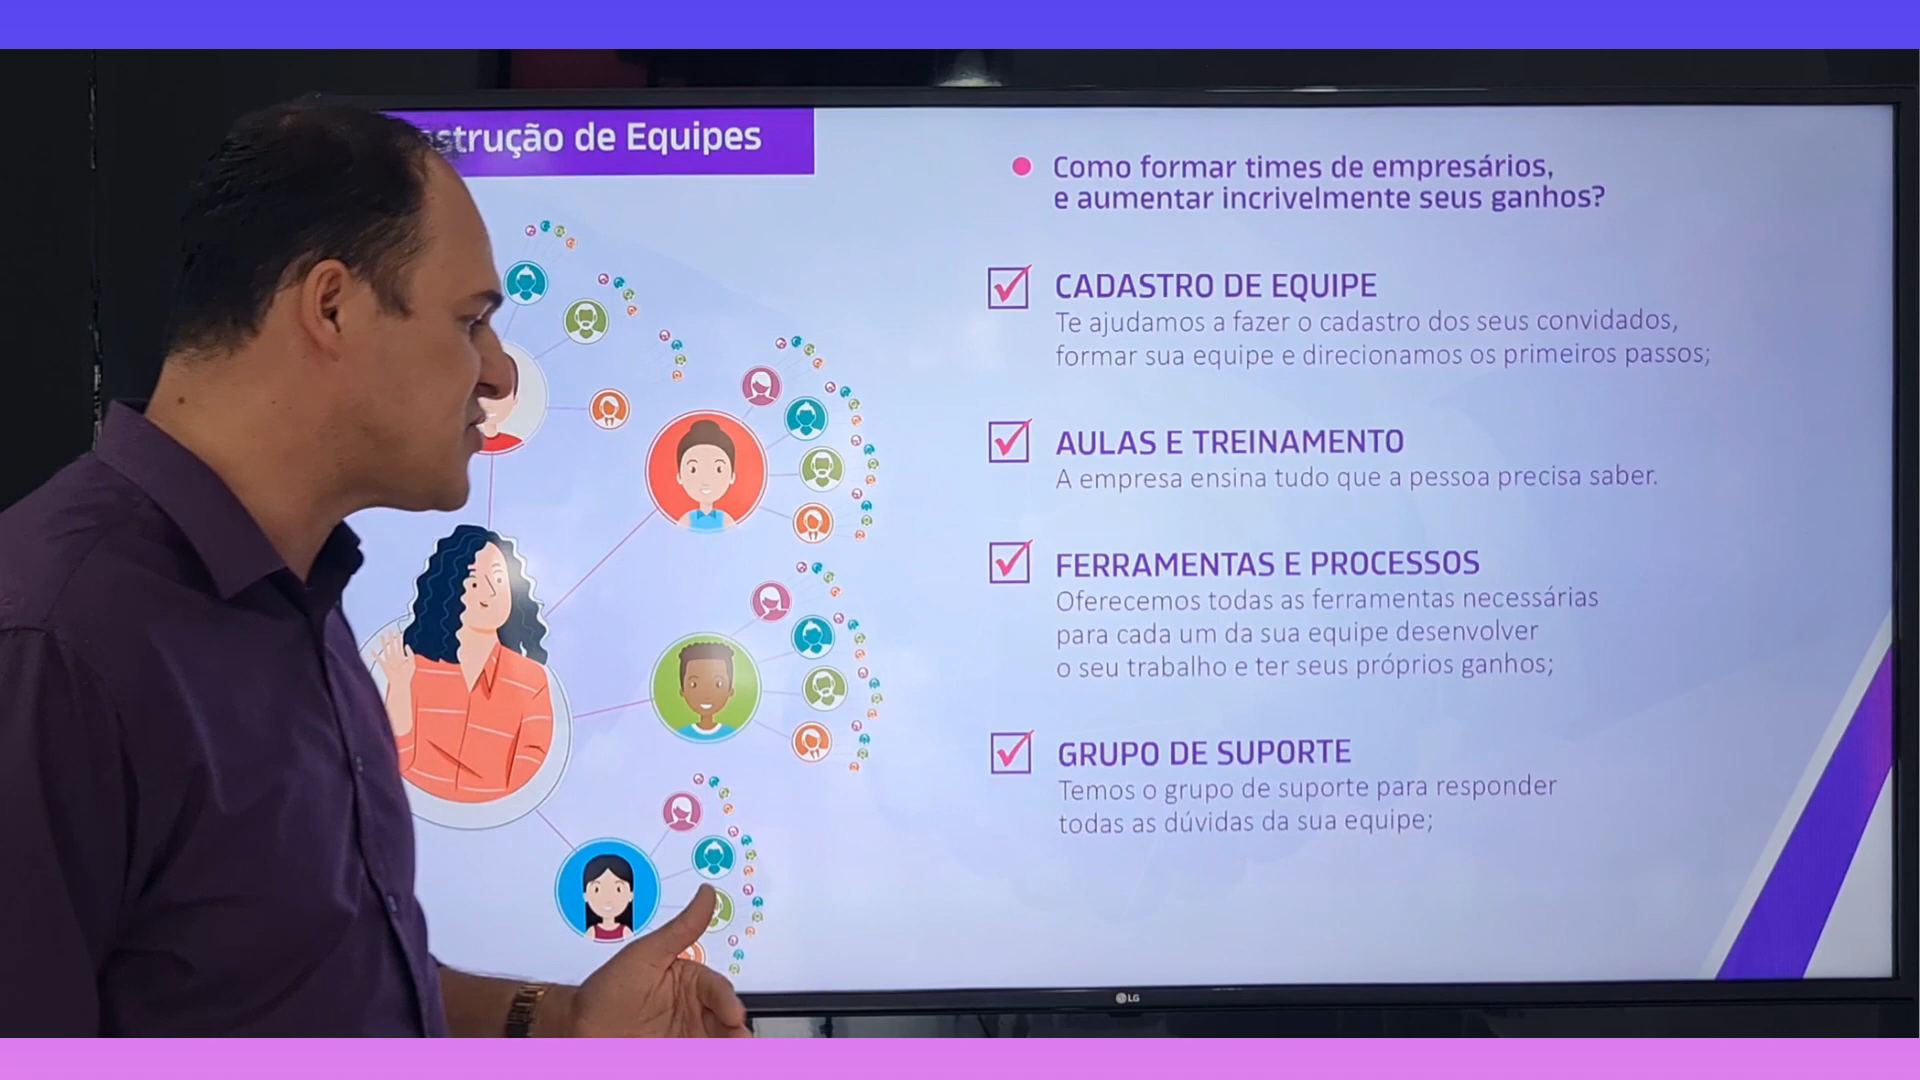 strução de Equipes
Como formar times de empresários,
e aumentar incrivelmente seus ganhos?
CADASTRO DE EQUIPE
Te ajudamos a fazer o cadastro dos seus convidados,
formar sua equipe e direcionamos os primeiros passos;
AULAS E TREINAMENTO
A empresa ensina tudo que a pessoa precisa saber.
FERRAMENTAS E PROCESSOS
Oferecemos todas as ferramentas necessárias
para cada um da sua equipe desenvolver
o seu trabalho e ter seus próprios ganhos;
GRUPO DE SUPORTE
Temos o grupo de suporte para responder
todas as dúvidas da sua equipe;
LG